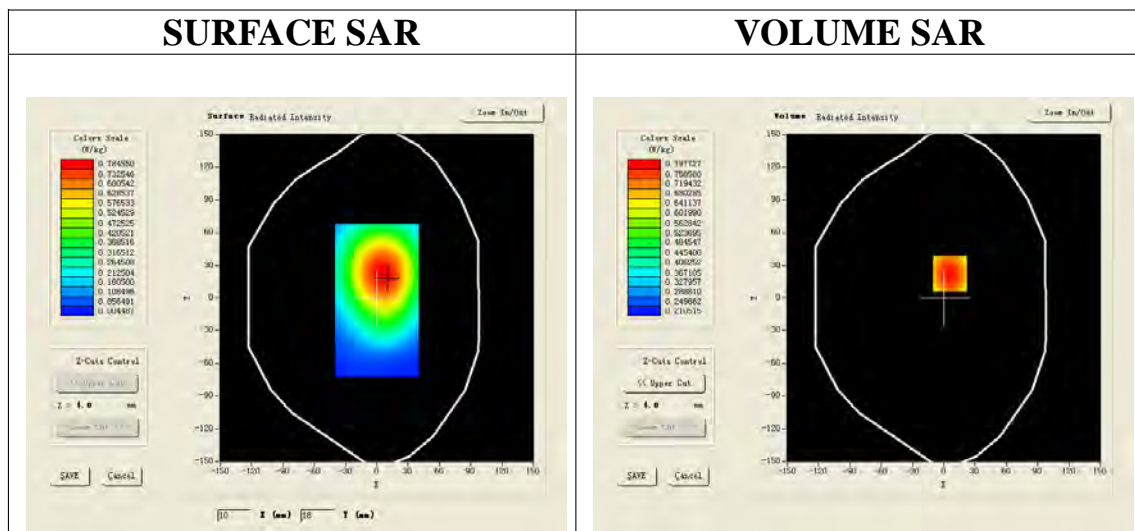 SURFACE SAR
VOLUME SAR
Surface Radiated Intensity
Zoom In/Out
Colors Scale
(W/kg)
0.784550
0.732546
0.680542
0.628537
0.576533
0.524529
0.472525
0.420521
0.368516
0.316512
0.264508
0.212504
0.160500
0.108496
0.056491
0.004487
150
120
90
60
30
0
-30
-60
-90
-120
-150
Y
-150 -120 -90 -60 -30 0 30 60 90 120 150
X
Z-Cuts Control
<< Upper Cut
Z = 4.0 mm
SAVE Cancel
10 X (mm) 18 Y (mm)
Volume Radiated Intensity
Zoom In/Out
Colors Scale
(W/kg)
0.797727
0.758580
0.719432
0.680285
0.641137
0.601990
0.562842
0.523695
0.484547
0.445400
0.406252
0.367105
0.327957
0.288810
0.249662
0.210515
150
120
90
60
30
0
-30
-60
-90
-120
-150
Y
-150 -120 -90 -60 -30 0 30 60 90 120 150
X
Z-Cuts Control
<< Upper Cut
Z = 4.0 mm
SAVE Cancel